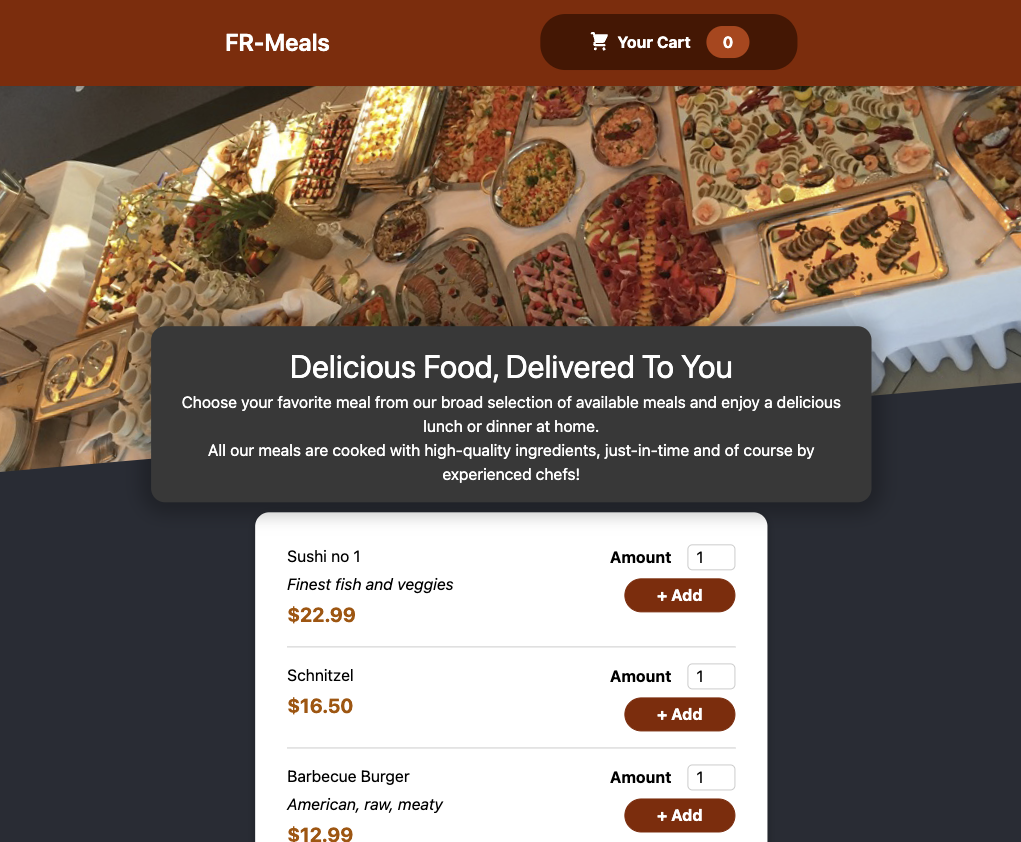 FR-Meals
Your Cart 0
Delicious Food, Delivered To You
Choose your favorite meal from our broad selection of available meals and enjoy a delicious
lunch or dinner at home.
All our meals are cooked with high-quality ingredients, just-in-time and of course by
experienced chefs!
Sushi no 1
Amount 1
Finest fish and veggies
+ Add
$22.99
Schnitzel
Amount 1
$16.50
+ Add
Barbecue Burger
Amount 1
American, raw, meaty
+ Add
$12.99